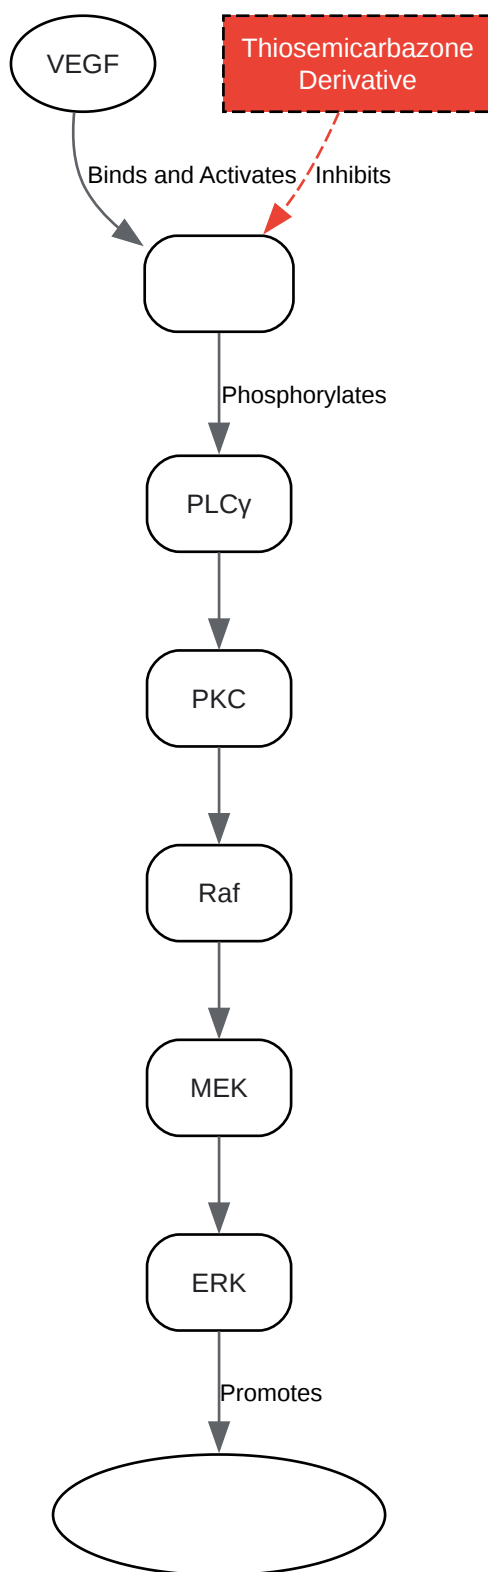 VEGF
Thiosemicarbazone
Derivative
Binds and Activates
Inhibits
Phosphorylates
PLCγ
PKC
Raf
MEK
ERK
Promotes